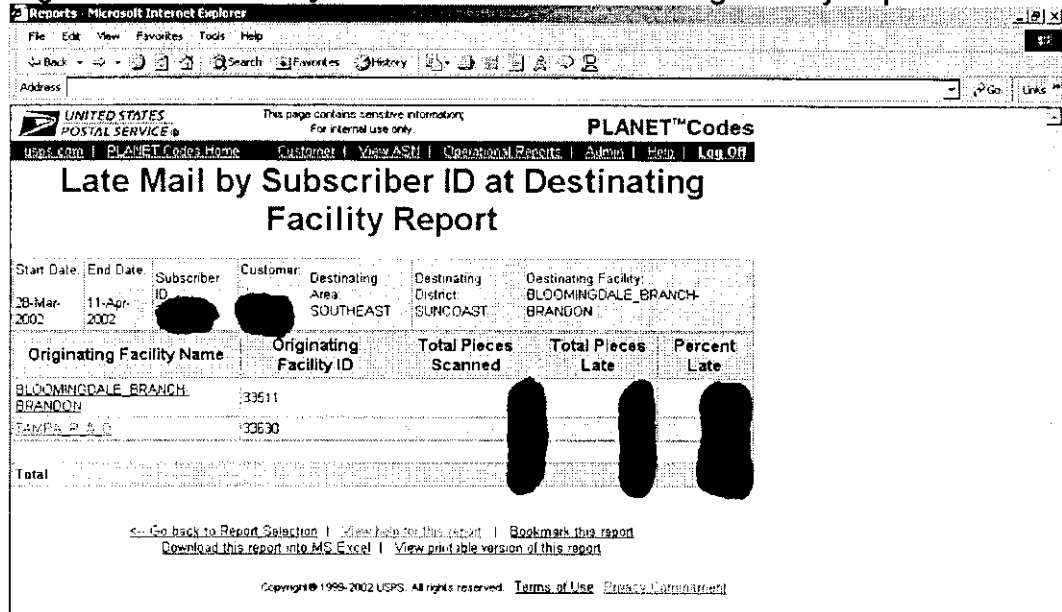 Reports - Microsoft Internet Explorer
File Edit View Favorites Tools Help
Back Search Favorites History
Address Go Links »
UNITED STATES POSTAL SERVICE ®
This page contains sensitive information;
For internal use only.
PLANET™Codes
usps.com | PLANET Codes Home Customer | View ASN | Operational Reports | Admin | Help | Log Off
Late Mail by Subscriber ID at Destinating
Facility Report
Start Date: 28-Mar-2002
End Date: 11-Apr-2002
Subscriber ID
Customer:
Destinating Area: SOUTHEAST
Destinating District: SUNCOAST
Destinating Facility: BLOOMINGDALE_BRANCH-BRANDON
Originating Facility Name Originating Facility ID Total Pieces Scanned Total Pieces Late Percent Late
BLOOMINGDALE_BRANCH-BRANDON 33511
TAMPA_P_&_D 33630
Total
<-- Go back to Report Selection | View help for this report | Bookmark this report
Download this report into MS Excel | View printable version of this report
Copyright© 1999-2002 USPS. All rights reserved. Terms of Use Privacy Commitment